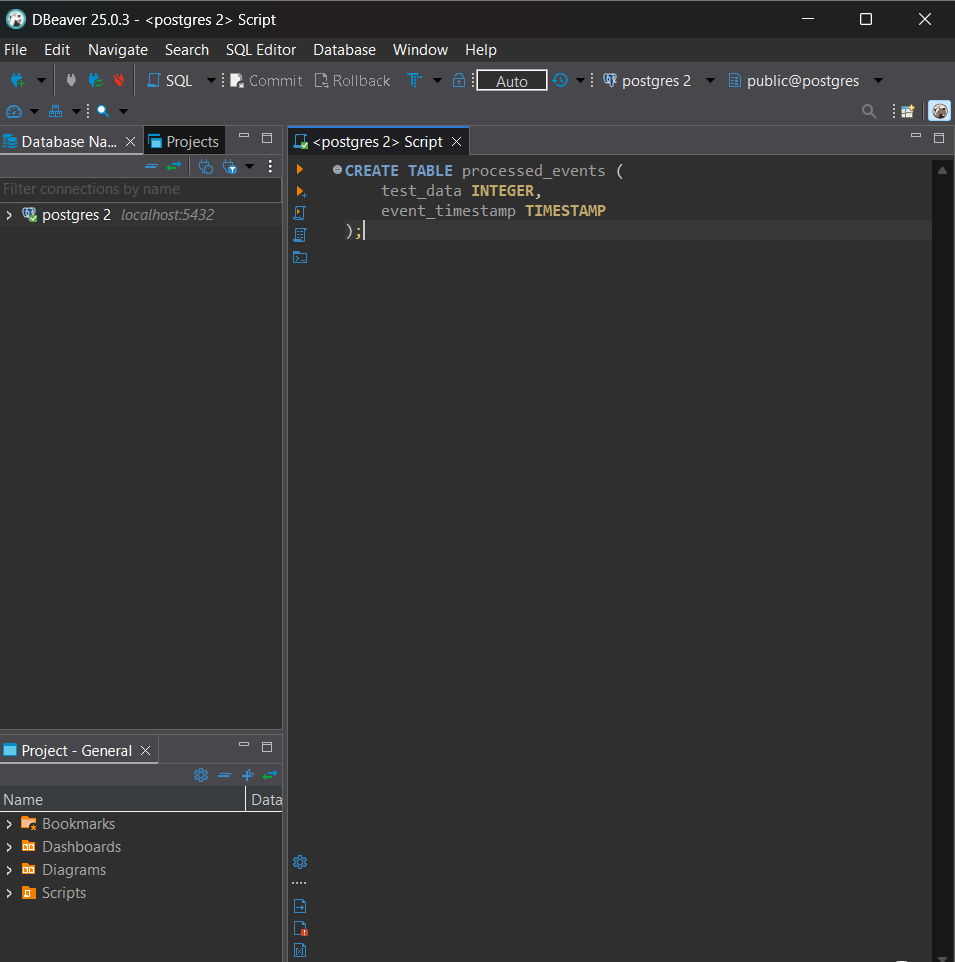 DBeaver 25.0.3 - <postgres 2> Script
File Edit Navigate Search SQL Editor Database Window Help
SQL Commit Rollback Auto postgres 2 public@postgres
Database Na... Projects
<postgres 2> Script
Filter connections by name
postgres 2 localhost:5432
CREATE TABLE processed_events (
    test_data INTEGER,
    event_timestamp TIMESTAMP
);
Project - General
Name Data
Bookmarks
Dashboards
Diagrams
Scripts